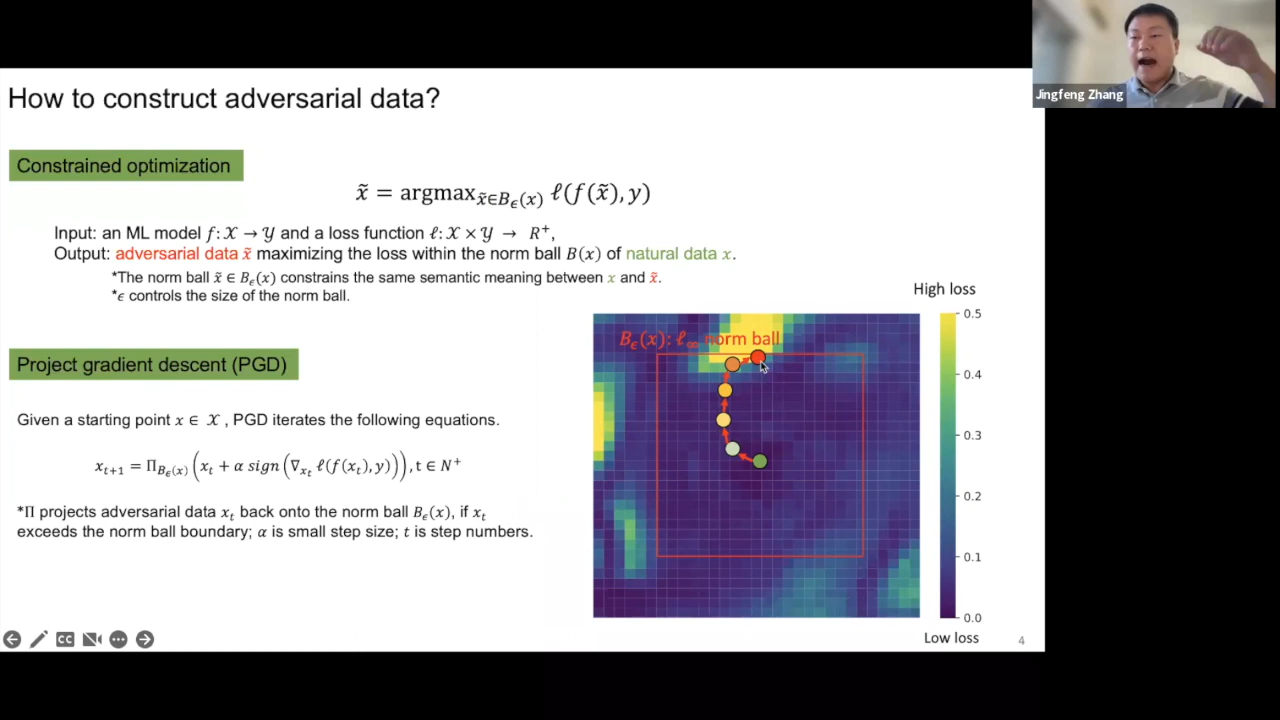 Jingfeng Zhang
How to construct adversarial data?
Constrained optimization
x̃ = argmax_{x̃∈B_ϵ(x)} ℓ(f(x̃), y)
Input: an ML model f: 𝒳 → 𝒴 and a loss function ℓ: 𝒳 × 𝒴 → R⁺,
Output: adversarial data x̃ maximizing the loss within the norm ball B(x) of natural data x.
*The norm ball x̃ ∈ B_ϵ(x) constrains the same semantic meaning between x and x̃.
*ϵ controls the size of the norm ball.
Project gradient descent (PGD)
Given a starting point x ∈ 𝒳 , PGD iterates the following equations.
x_{t+1} = Π_{B_ϵ(x)} (x_t + α sign (∇_{x_t} ℓ(f(x_t), y))), t ∈ N⁺
*Π projects adversarial data x_t back onto the norm ball B_ϵ(x), if x_t
exceeds the norm ball boundary; α is small step size; t is step numbers.
High loss
B_ϵ(x): ℓ_∞ norm ball
0.5
0.4
0.3
0.2
0.1
0.0
Low loss
CC
4